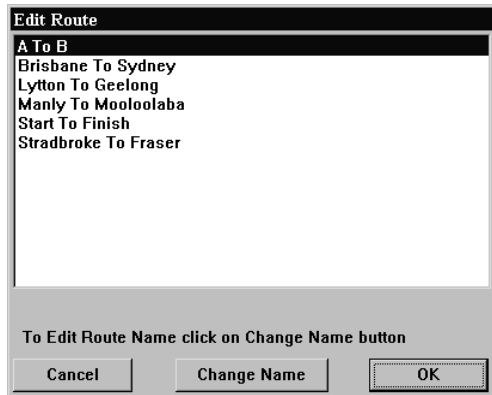 Edit Route
A To B
Brisbane To Sydney
Lytton To Geelong
Manly To Mooloolaba
Start To Finish
Stradbroke To Fraser
To Edit Route Name click on Change Name button
Cancel Change Name OK